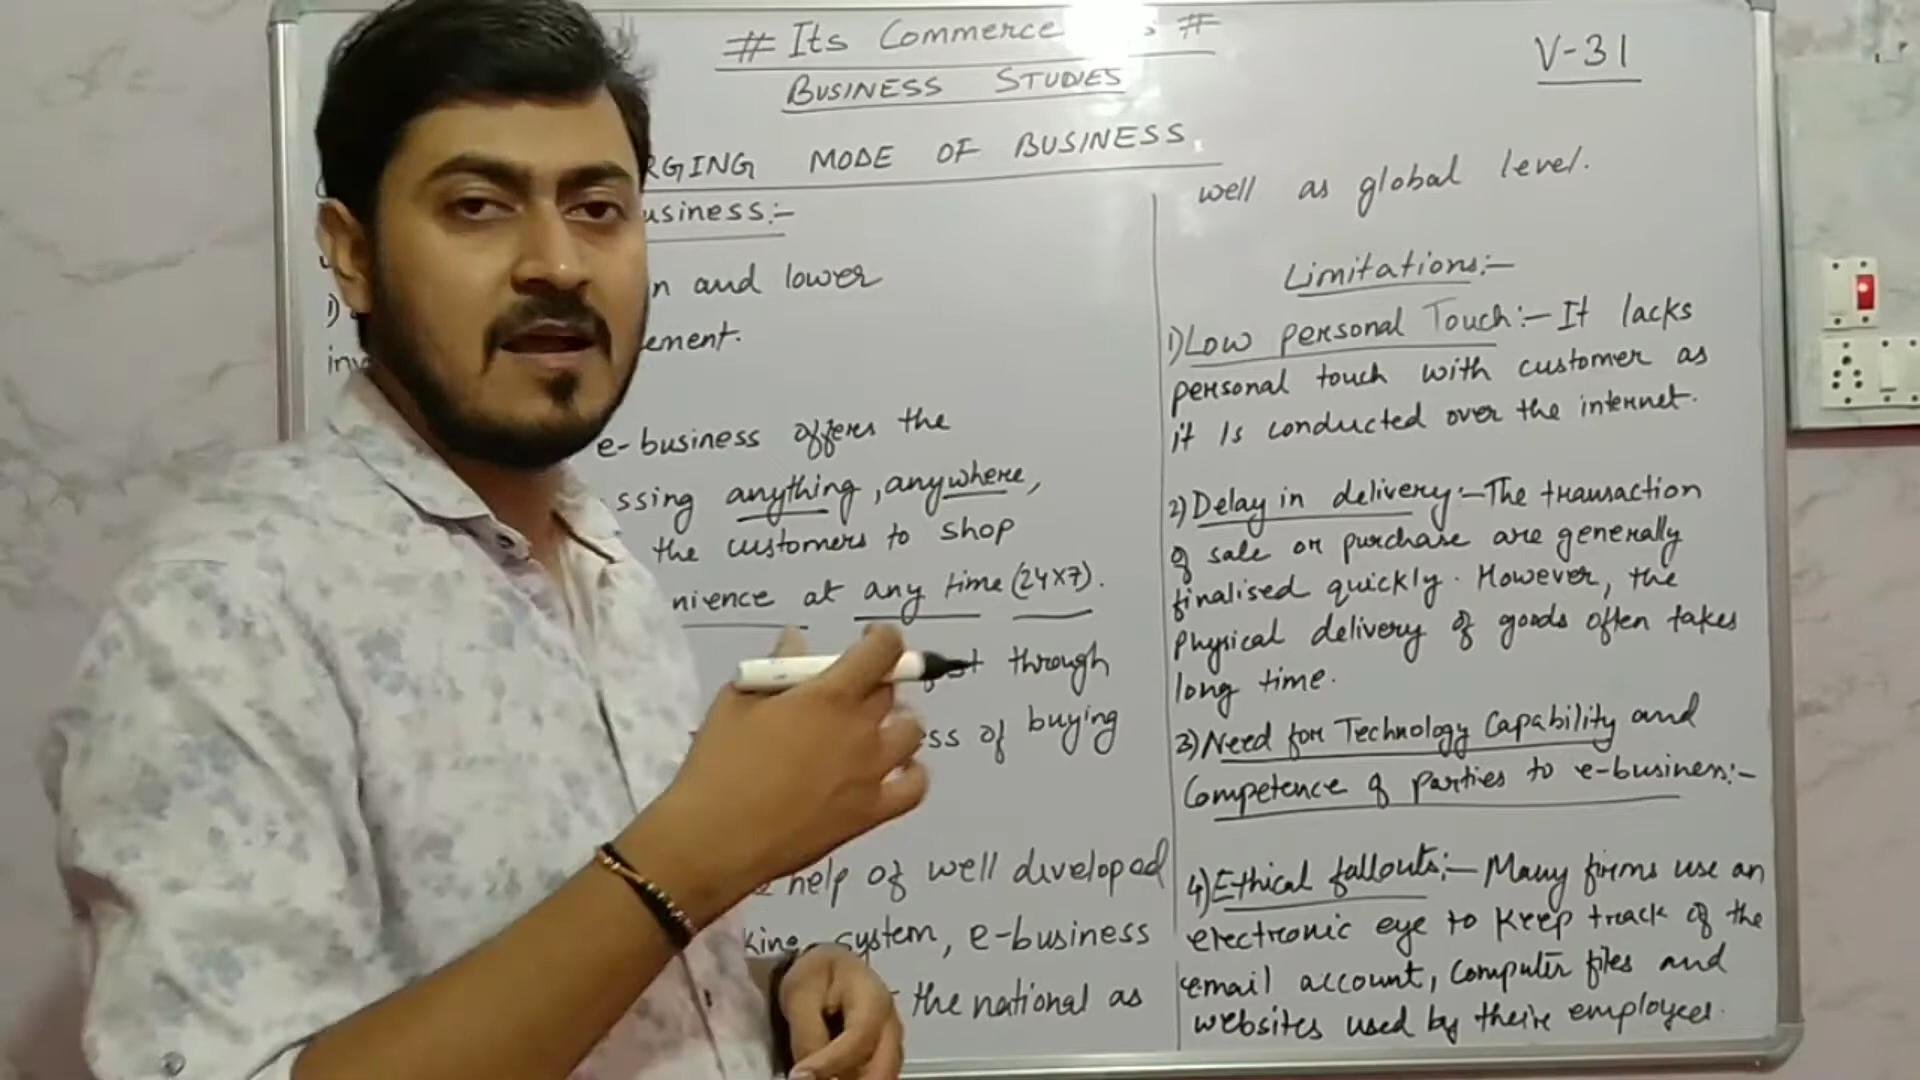 # Its Commerce #
BUSINESS STUDIES
V-31
RGING MODE OF BUSINESS
usiness:-
n and lower
1)
inv ement.
e-business offers the
ssing anything, anywhere,
the customers to shop
nience at any time (24x7).
through
ss of buying
help of well developed
king system, e-business
the national as
well as global level.
Limitations:-
1) Low personal Touch:- It lacks
personal touch with customer as
it is conducted over the internet.
2) Delay in delivery:- The transaction
of sale or purchase are generally
finalised quickly. However, the
Physical delivery of goods often takes
long time.
3) Need for Technology Capability and
Competence of parties to e-business:-
4) Ethical fallouts:- Many firms use an
electronic eye to keep track of the
email account, Computer files and
websites used by their employees.